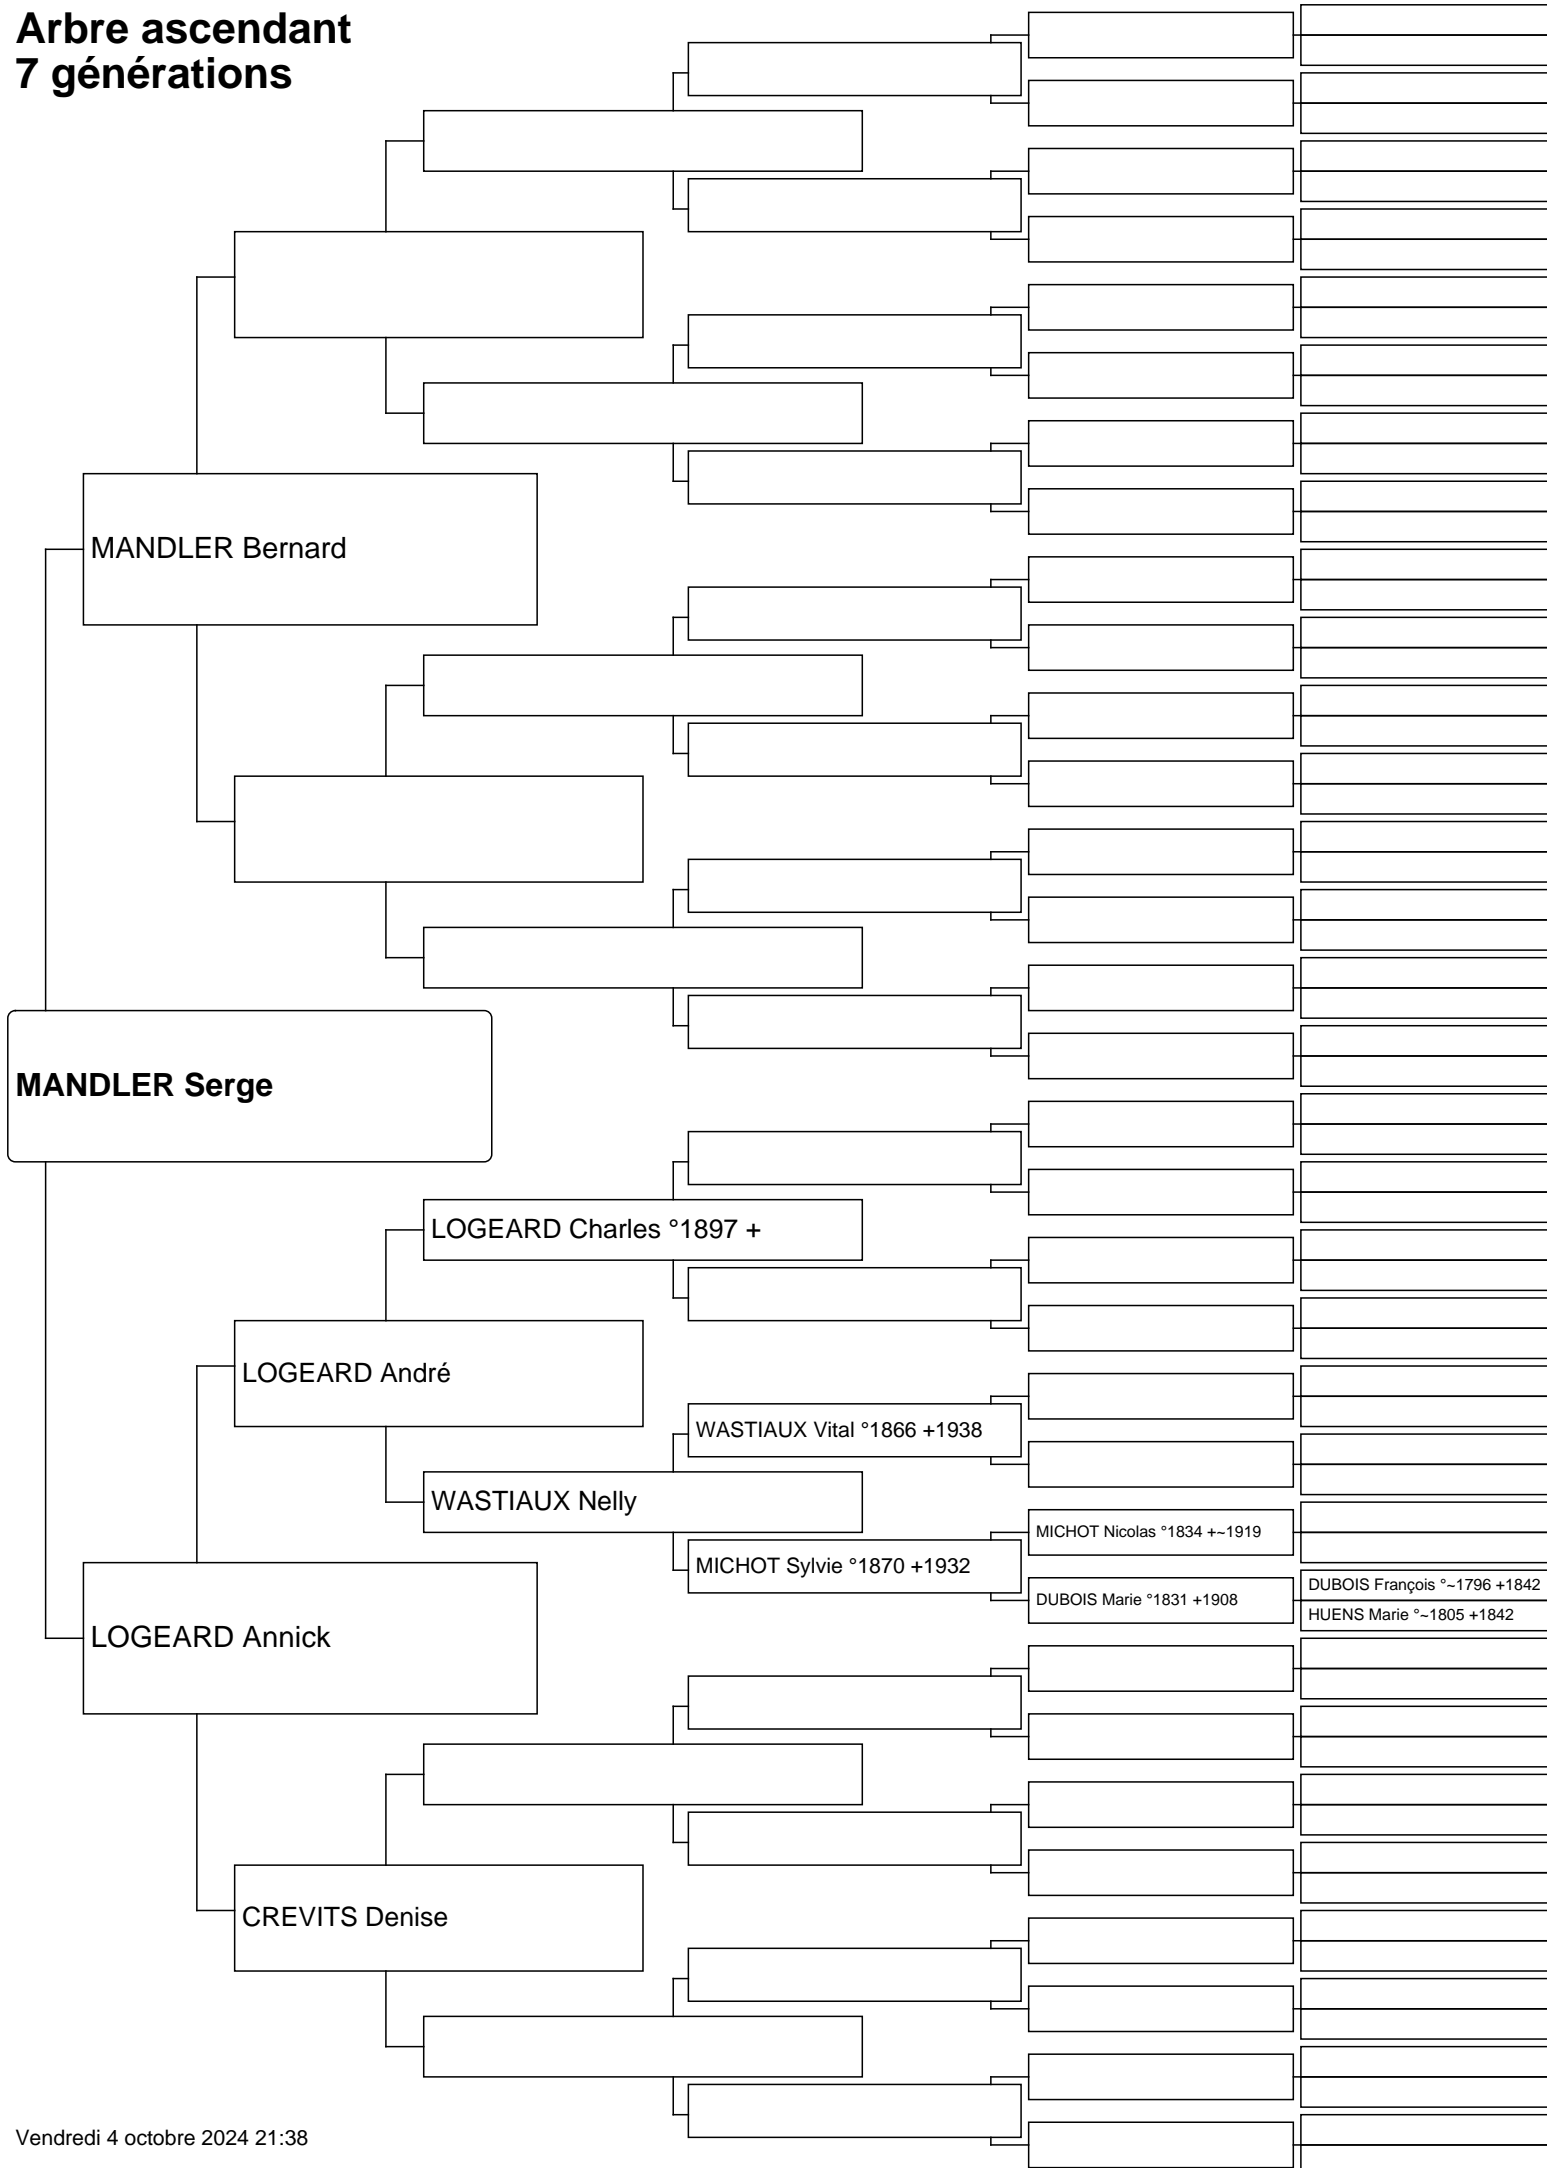 Arbre ascendant
7 générations
MANDLER Bernard
MANDLER Serge
LOGEARD Charles °1897 +
LOGEARD André
WASTIAUX Vital °1866 +1938
WASTIAUX Nelly
MICHOT Nicolas °1834 +~1919
MICHOT Sylvie °1870 +1932
DUBOIS François °~1796 +1842
DUBOIS Marie °1831 +1908
HUENS Marie °~1805 +1842
LOGEARD Annick
CREVITS Denise
Vendredi 4 octobre 2024 21:38